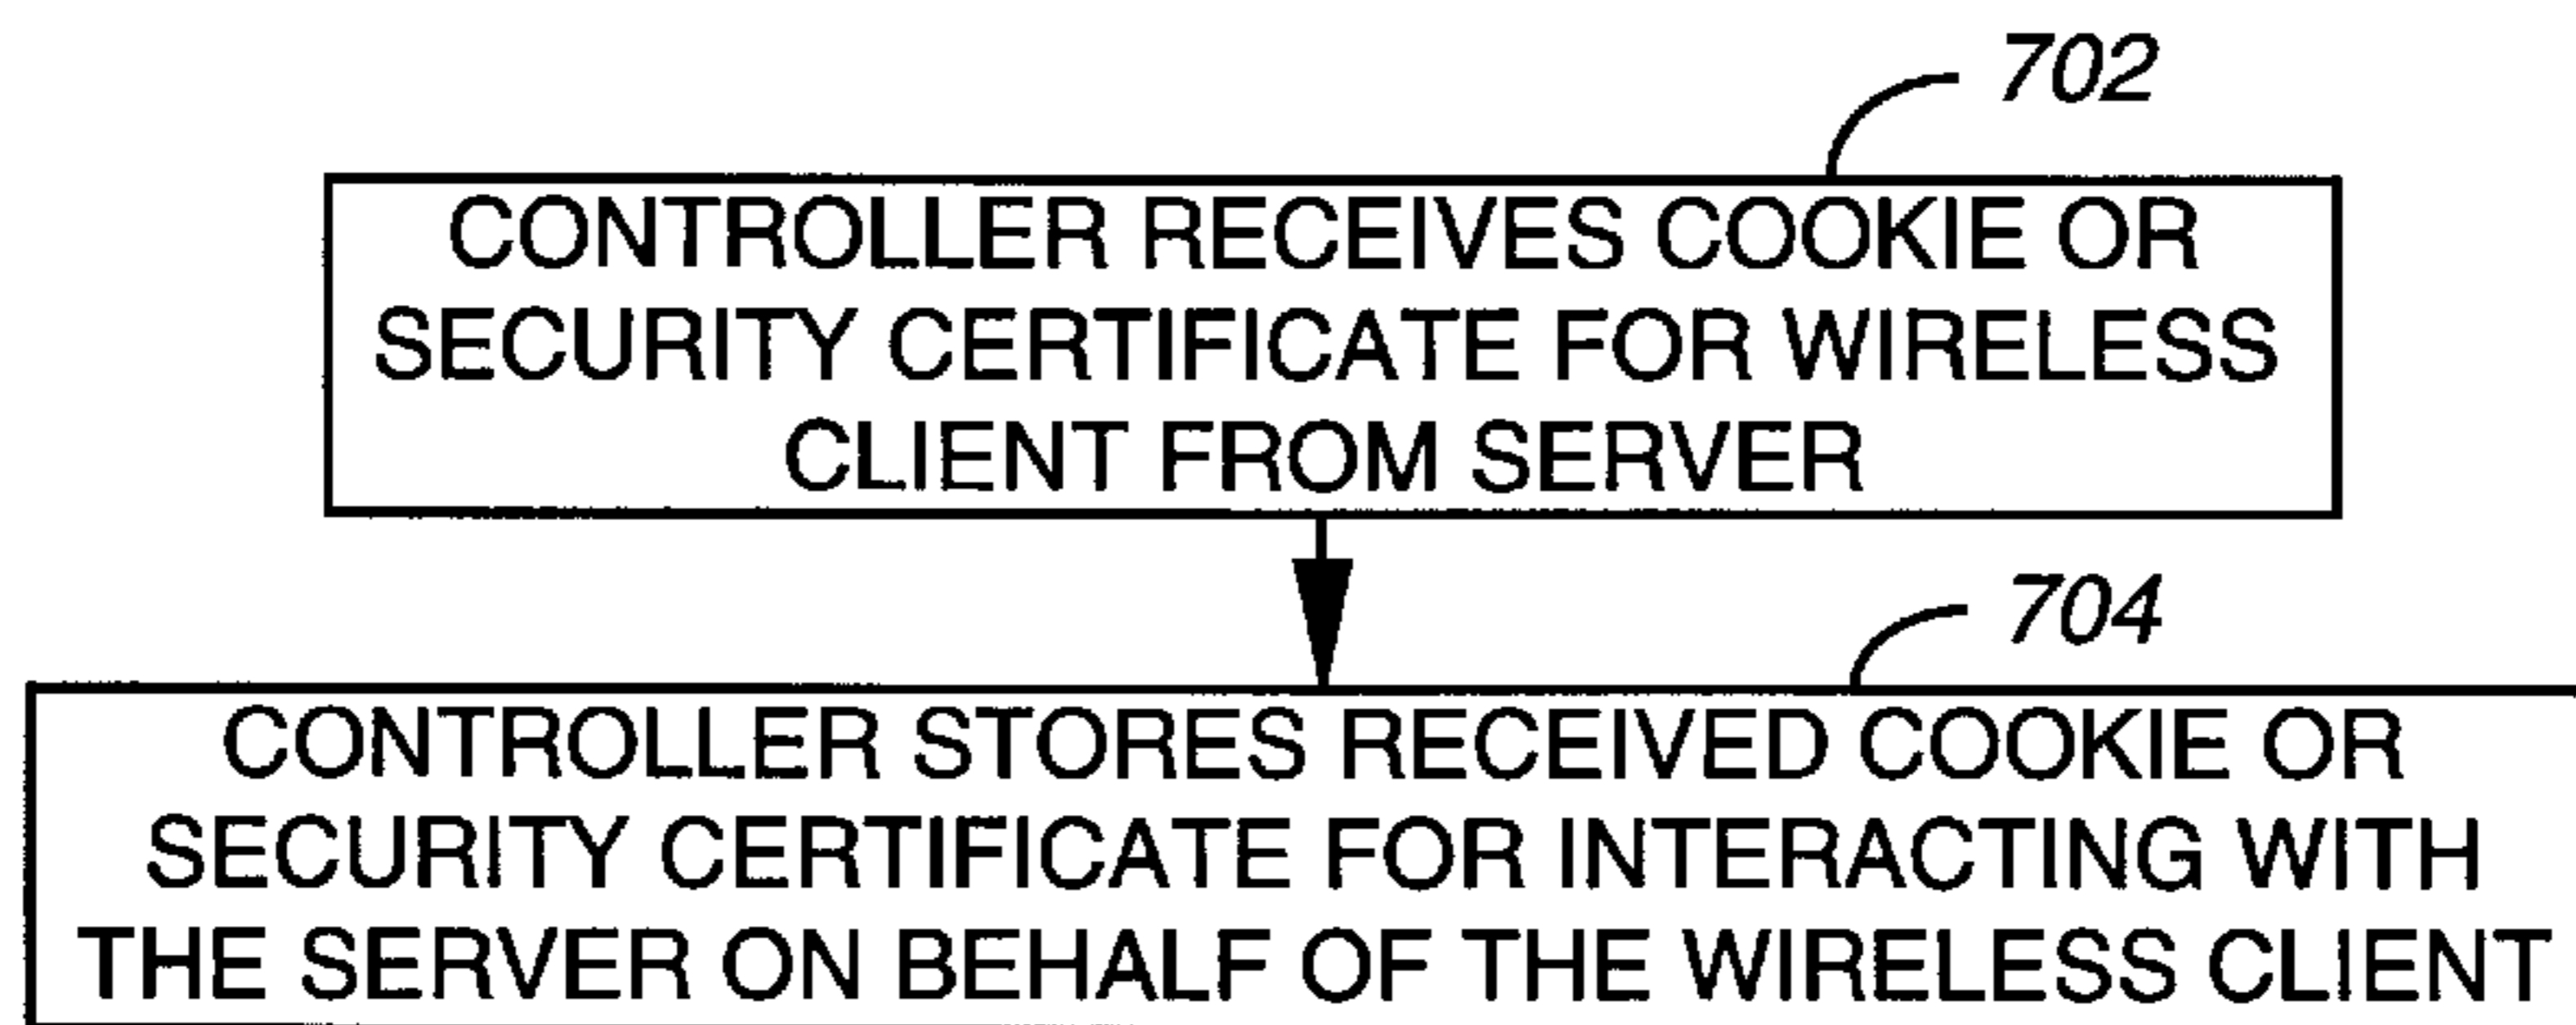 702
CONTROLLER RECEIVES COOKIE OR
SECURITY CERTIFICATE FOR WIRELESS
CLIENT FROM SERVER
704
CONTROLLER STORES RECEIVED COOKIE OR
SECURITY CERTIFICATE FOR INTERACTING WITH
THE SERVER ON BEHALF OF THE WIRELESS CLIENT